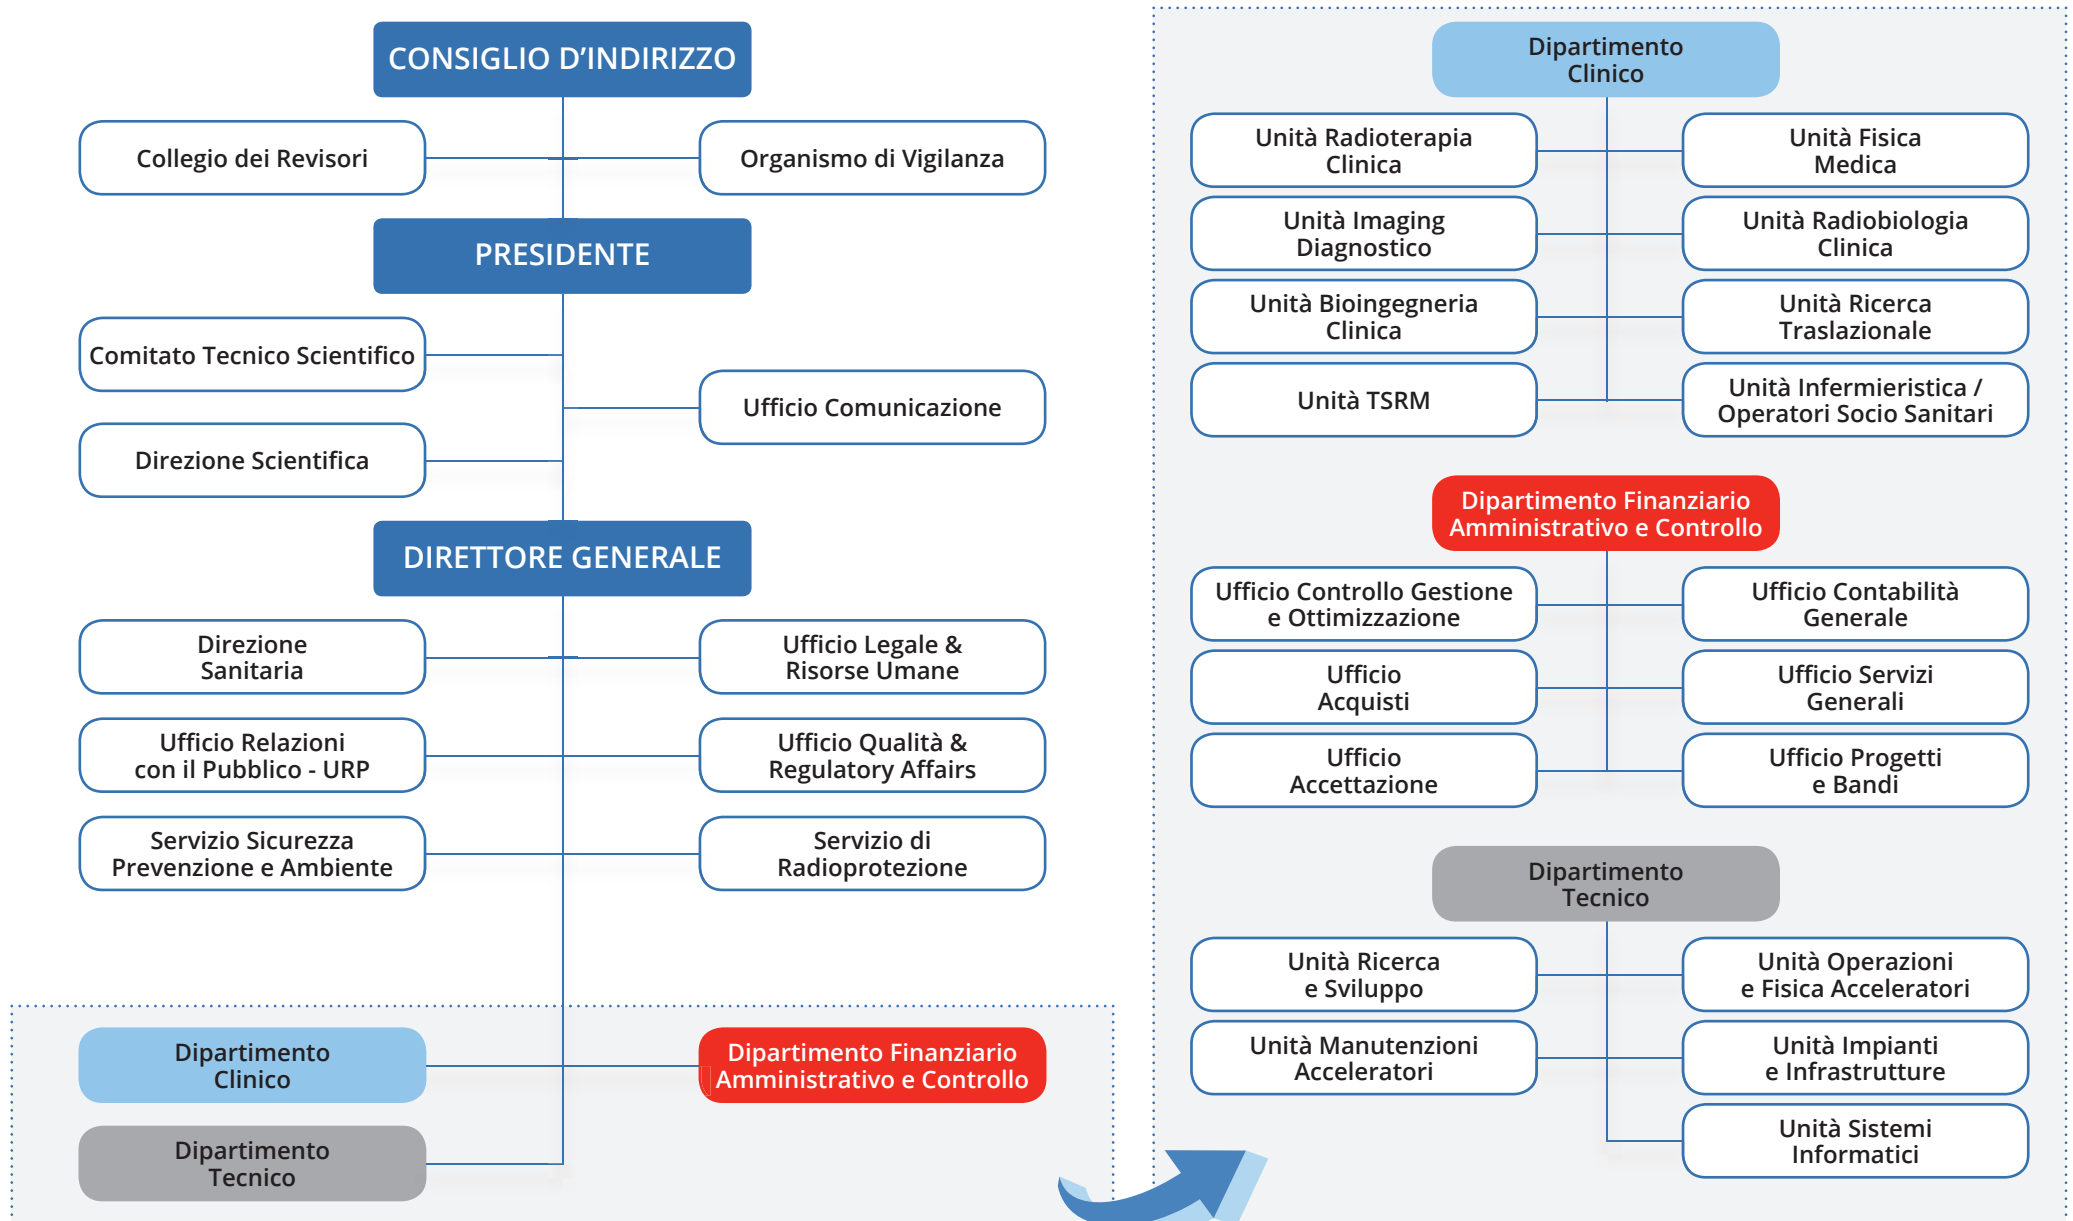 CONSIGLIO D’INDIRIZZO
Collegio dei Revisori
Organismo di Vigilanza
PRESIDENTE
Comitato Tecnico Scientifico
Ufficio Comunicazione
Direzione Scientifica
DIRETTORE GENERALE
Direzione
Sanitaria
Ufficio Legale &
Risorse Umane
Ufficio Relazioni
con il Pubblico - URP
Ufficio Qualità &
Regulatory Affairs
Servizio Sicurezza
Prevenzione e Ambiente
Servizio di
Radioprotezione
Dipartimento
Clinico
Dipartimento Finanziario
Amministrativo e Controllo
Dipartimento
Tecnico
Dipartimento
Clinico
Unità Radioterapia
Clinica
Unità Fisica
Medica
Unità Imaging
Diagnostico
Unità Radiobiologia
Clinica
Unità Bioingegneria
Clinica
Unità Ricerca
Traslazionale
Unità TSRM
Unità Infermieristica /
Operatori Socio Sanitari
Dipartimento Finanziario
Amministrativo e Controllo
Ufficio Controllo Gestione
e Ottimizzazione
Ufficio Contabilità
Generale
Ufficio
Acquisti
Ufficio Servizi
Generali
Ufficio
Accettazione
Ufficio Progetti
e Bandi
Dipartimento
Tecnico
Unità Ricerca
e Sviluppo
Unità Operazioni
e Fisica Acceleratori
Unità Manutenzioni
Acceleratori
Unità Impianti
e Infrastrutture
Unità Sistemi
Informatici